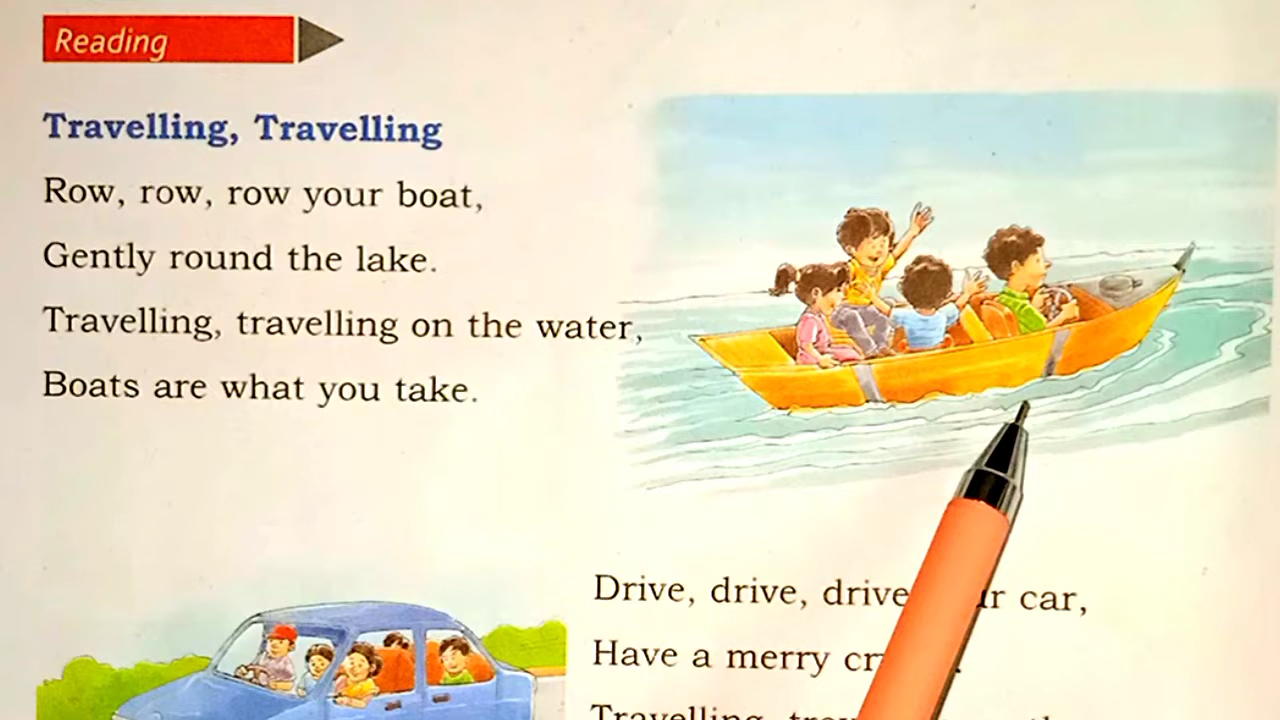 Reading
Travelling, Travelling
Row, row, row your boat,
Gently round the lake.
Travelling, travelling on the water,
Boats are what you take.
Drive, drive, drive car,
Have a merry
Travelling,